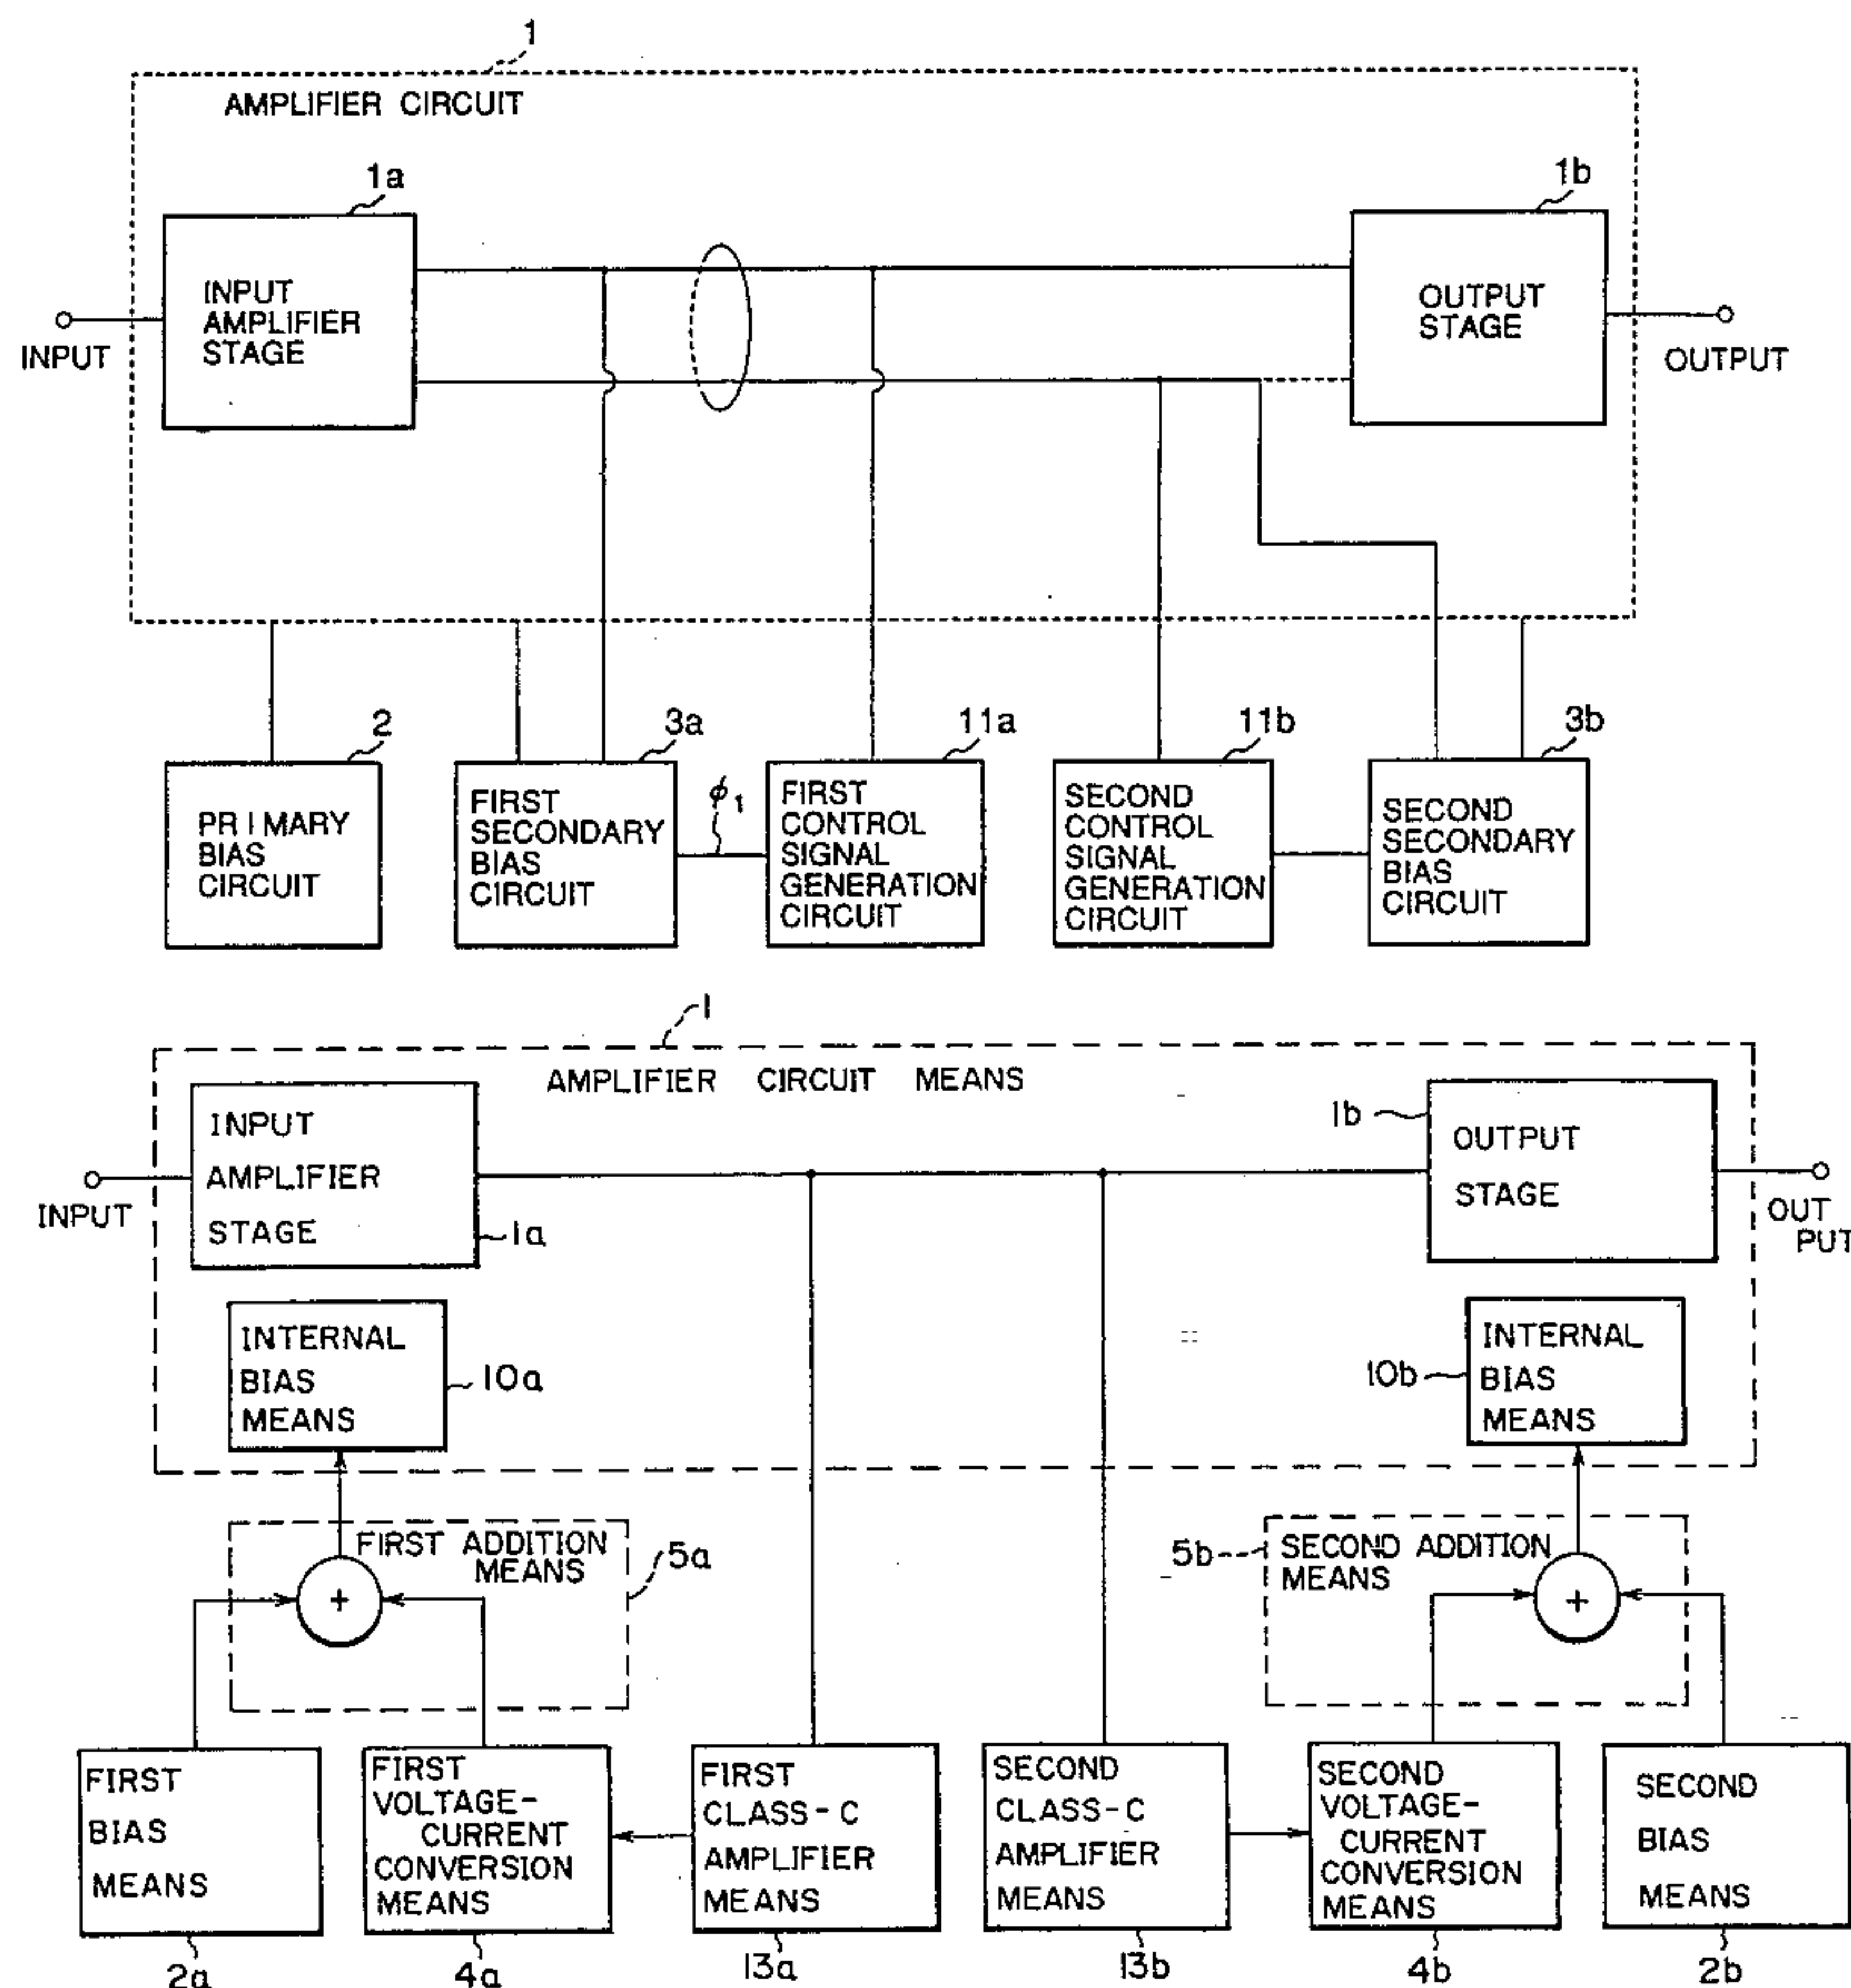 1
AMPLIFIER CIRCUIT
1a
1b
INPUT
AMPLIFIER
STAGE
OUTPUT
STAGE
INPUT
OUTPUT
2
3a
11a
11b
3b
PRIMARY
BIAS
CIRCUIT
FIRST
SECONDARY
BIAS
CIRCUIT
ϕ1
FIRST
CONTROL
SIGNAL
GENERATION
CIRCUIT
SECOND
CONTROL
SIGNAL
GENERATION
CIRCUIT
SECOND
SECONDARY
BIAS
CIRCUIT
1
AMPLIFIER CIRCUIT MEANS
INPUT
AMPLIFIER
STAGE
1a
1b
OUTPUT
STAGE
INPUT
OUT
PUT
INTERNAL
BIAS
MEANS
10a
10b
INTERNAL
BIAS
MEANS
FIRST ADDITION
MEANS
5a
+
5b
SECOND ADDITION
MEANS
+
FIRST
BIAS
MEANS
FIRST
VOLTAGE-
CURRENT
CONVERSION
MEANS
FIRST
CLASS-C
AMPLIFIER
MEANS
SECOND
CLASS-C
AMPLIFIER
MEANS
SECOND
VOLTAGE-
CURRENT
CONVERSION
MEANS
SECOND
BIAS
MEANS
2a
4a
13a
13b
4b
2b